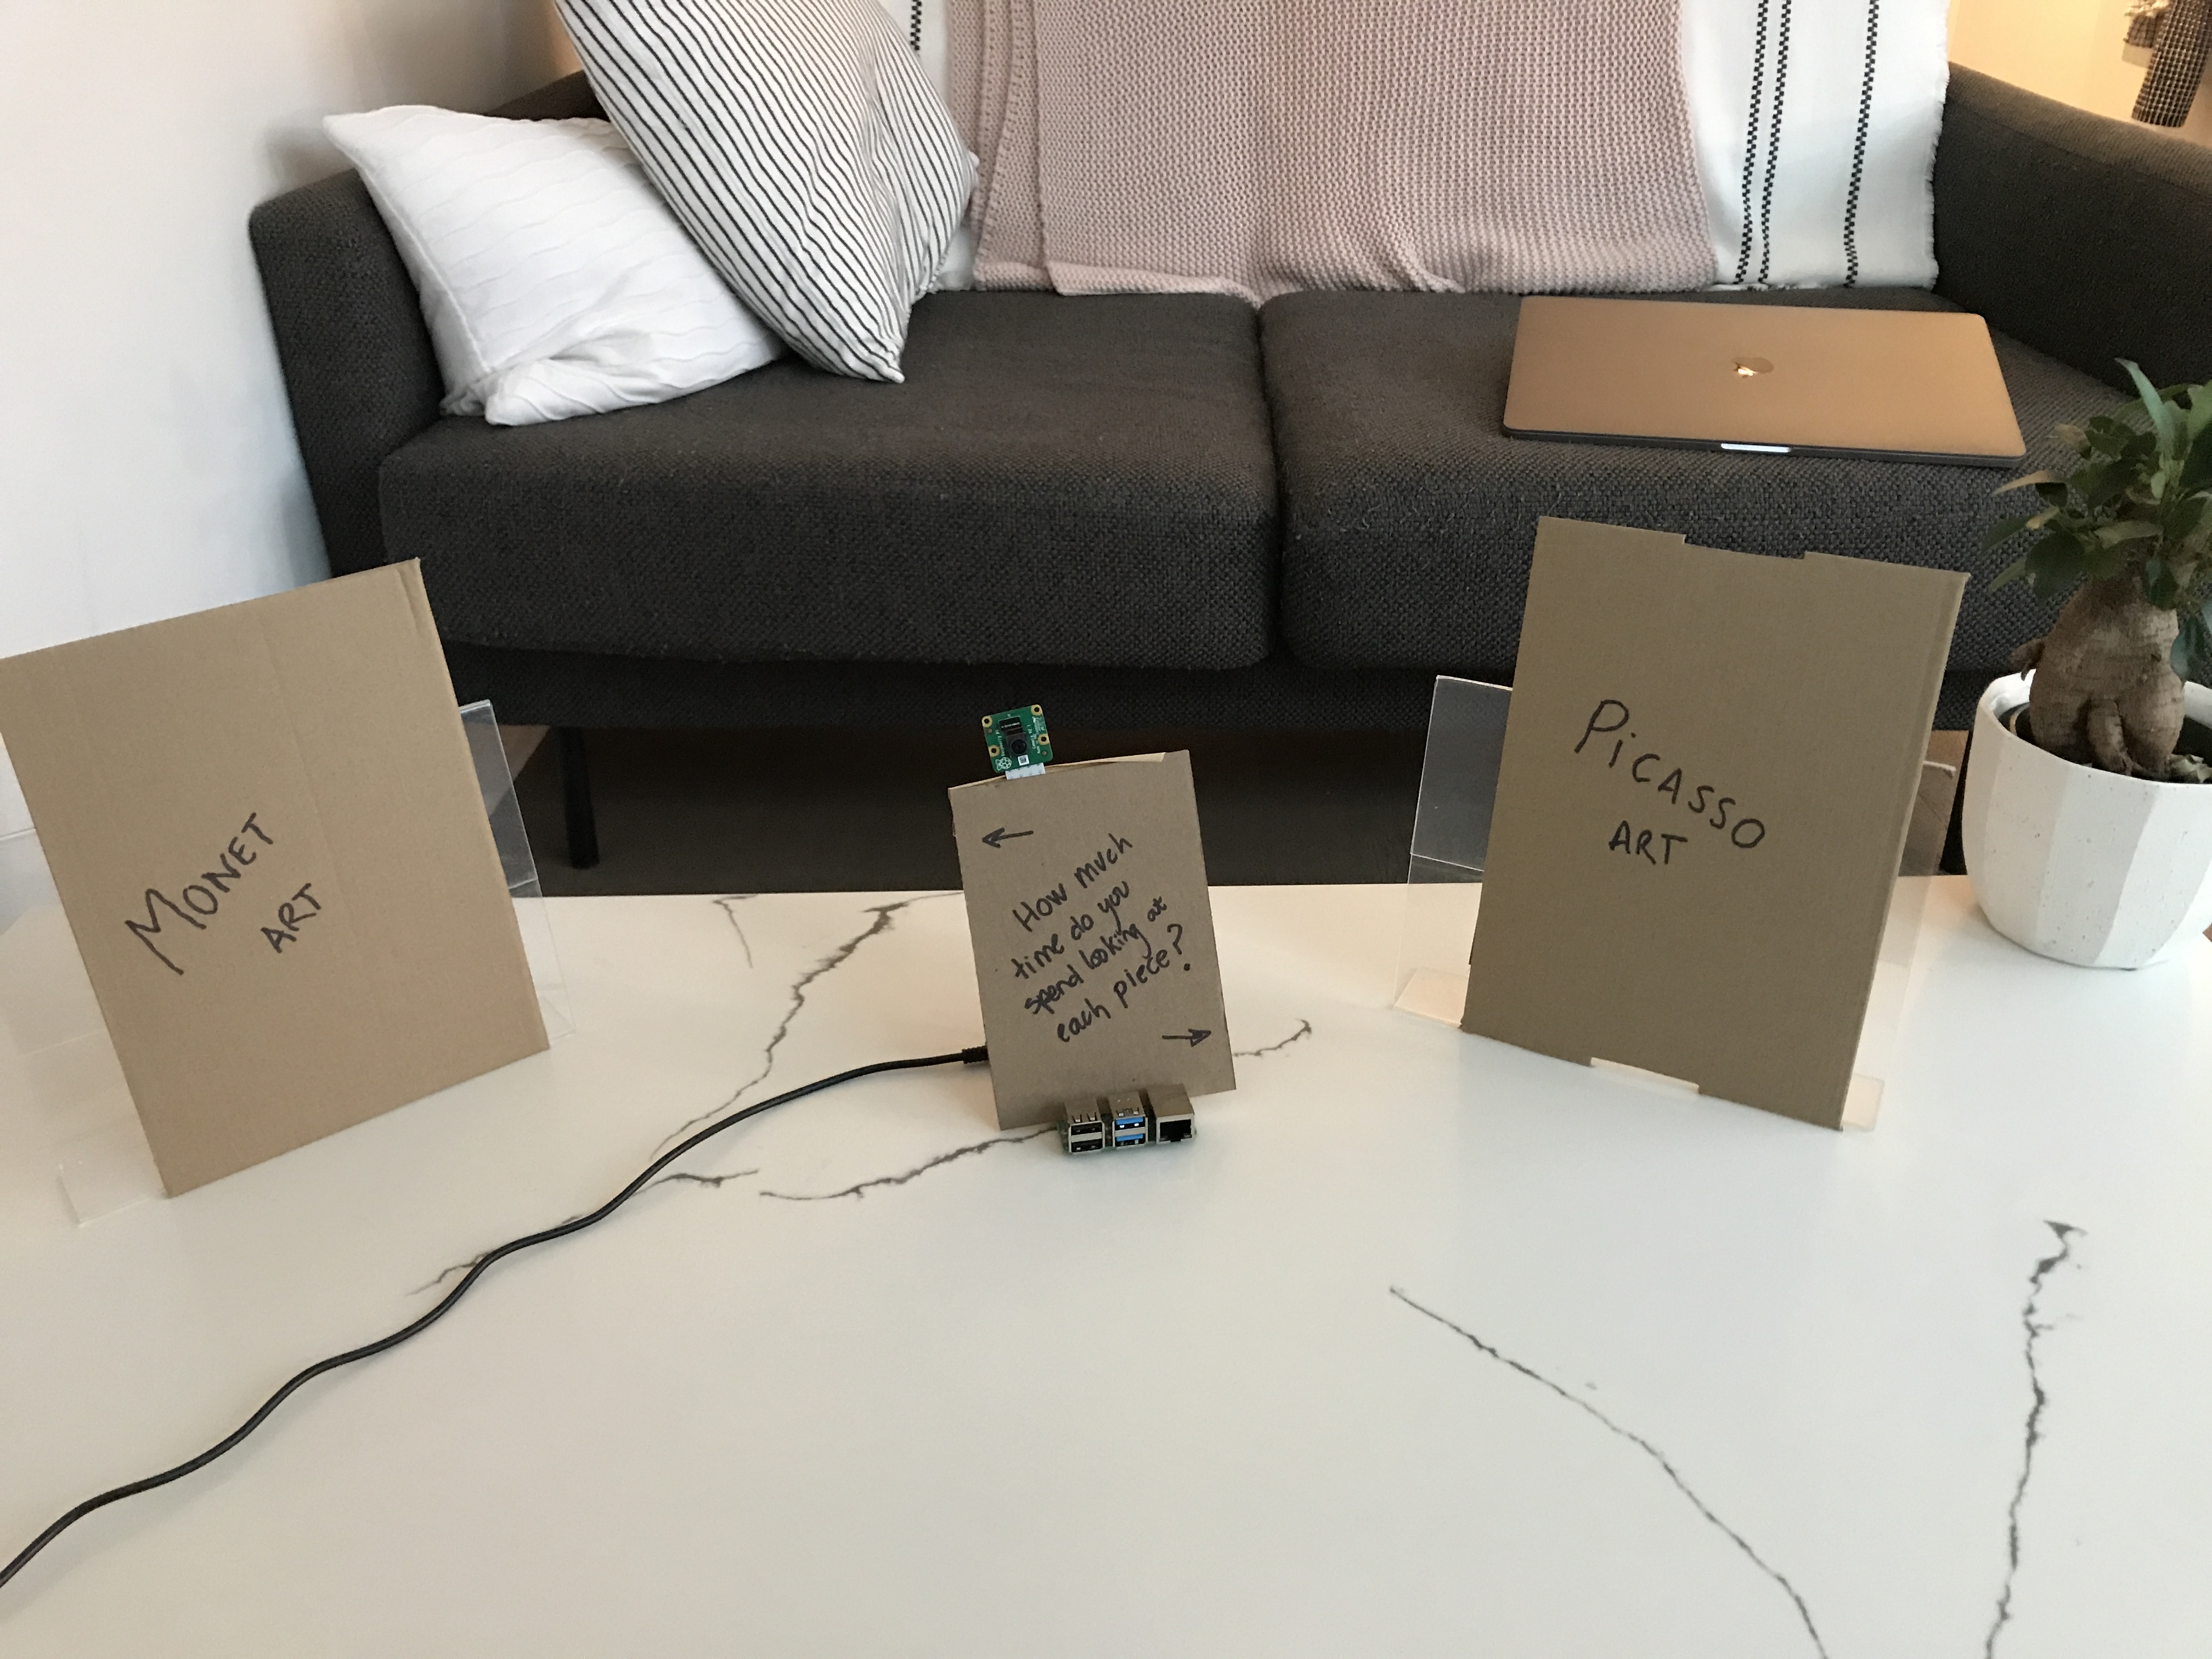 MONET
ART
How much
time do you
spend looking at
each piece?
PiCASSO
ART